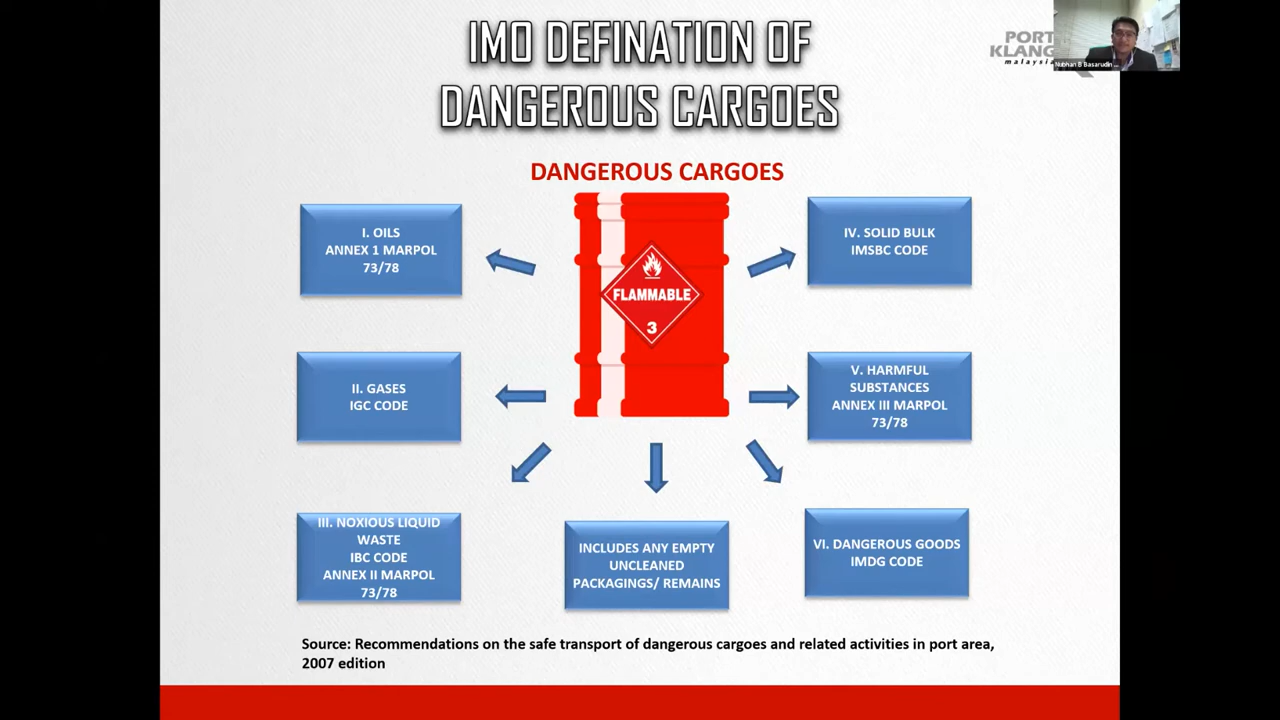 IMO DEFINATION OF
DANGEROUS CARGOES
PORT
KLANG
malaysia
Nubhan B Basarudin ...
DANGEROUS CARGOES
I. OILS
ANNEX 1 MARPOL
73/78
II. GASES
IGC CODE
III. NOXIOUS LIQUID
WASTE
IBC CODE
ANNEX II MARPOL
73/78
FLAMMABLE
3
INCLUDES ANY EMPTY
UNCLEANED
PACKAGINGS/ REMAINS
IV. SOLID BULK
IMSBC CODE
V. HARMFUL
SUBSTANCES
ANNEX III MARPOL
73/78
VI. DANGEROUS GOODS
IMDG CODE
Source: Recommendations on the safe transport of dangerous cargoes and related activities in port area,
2007 edition